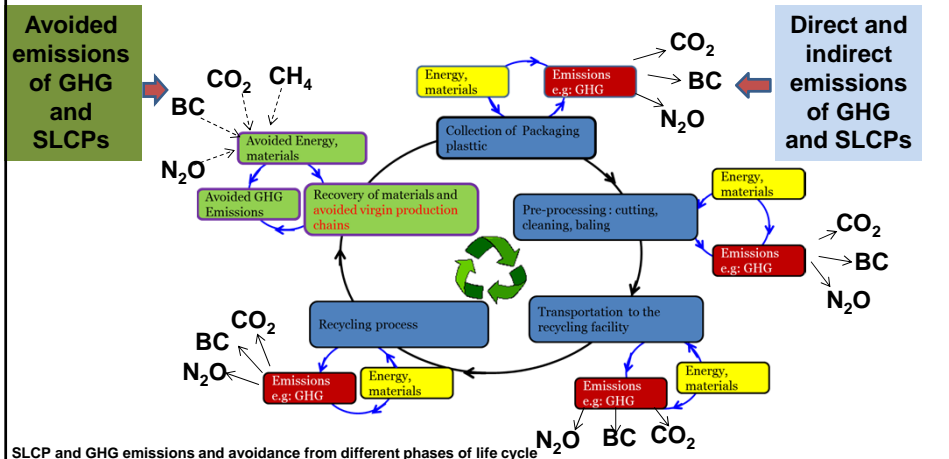 Avoided
emissions
of GHG
and
SLCPs
CO2
CH4
BC
N2O
Avoided Energy,
materials
Avoided GHG
Emissions
Recovery of materials and
avoided virgin production
chains
Energy,
materials
Emissions
e.g: GHG
CO2
BC
N2O
Collection of Packaging
plasttic
Direct and
indirect
emissions
of GHG
and SLCPs
Pre-processing : cutting,
cleaning, baling
Energy,
materials
Emissions
e.g: GHG
CO2
BC
N2O
Transportation to the
recycling facility
Emissions
e.g: GHG
Energy,
materials
N2O
BC
CO2
Recycling process
CO2
BC
N2O
Emissions
e.g: GHG
Energy,
materials
SLCP and GHG emissions and avoidance from different phases of life cycle